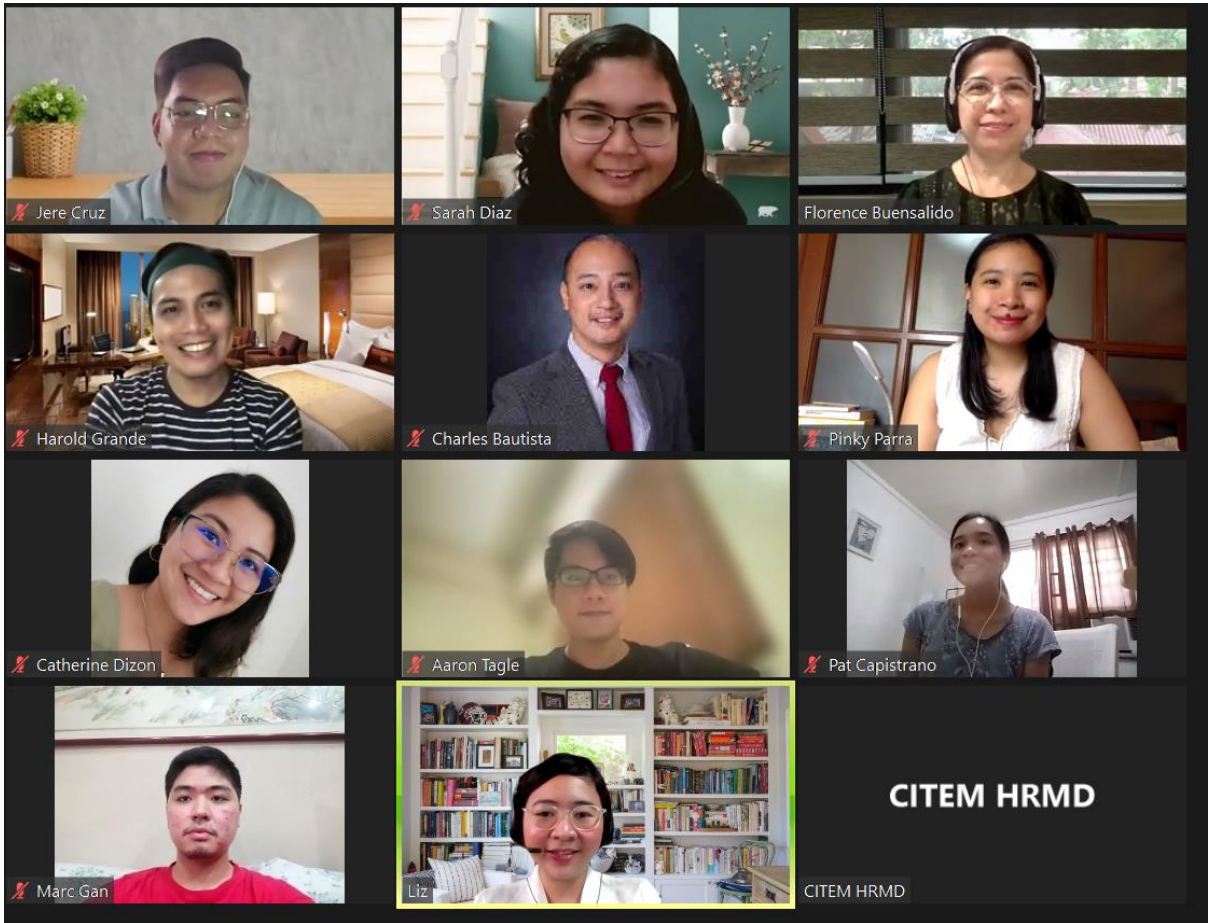 Jere Cruz
Sarah Diaz
Florence Buensalido
Harold Grande
Charles Bautista
Pinky Parra
Catherine Dizon
Aaron Tagle
Pat Capistrano
Marc Gan
Liz
CITEM HRMD
CITEM HRMD